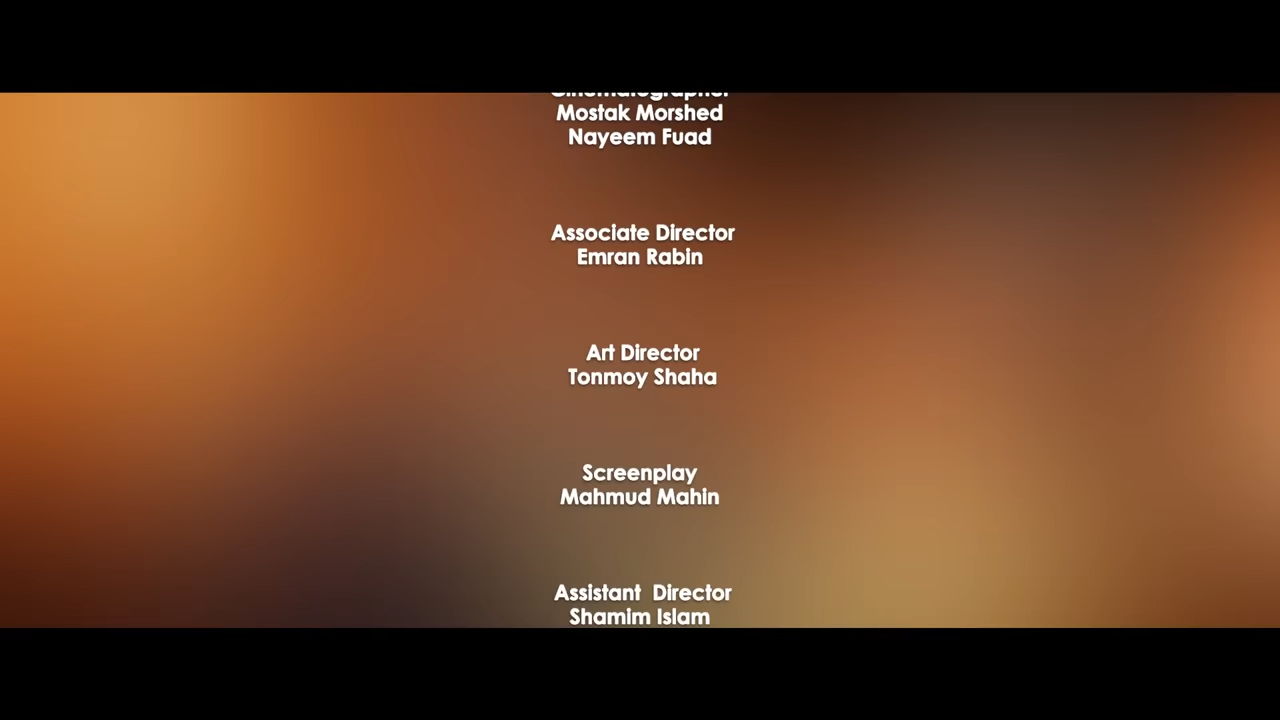 Cinematographer
Mostak Morshed
Nayeem Fuad
Associate Director
Emran Rabin
Art Director
Tonmoy Shaha
Screenplay
Mahmud Mahin
Assistant  Director
Shamim Islam